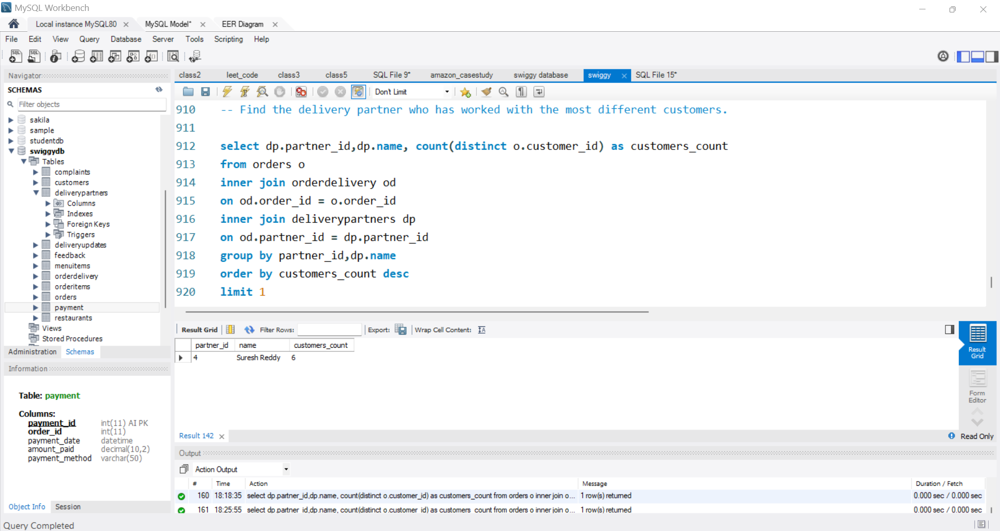 MySQL Workbench
Local instance MySQL80
MySQL Model*
EER Diagram
File Edit View Query Database Server Tools Scripting Help
Navigator
SCHEMAS
Filter objects
sakila
sample
studentdb
swiggydb
Tables
complaints
customers
deliverypartners
Columns
Indexes
Foreign Keys
Triggers
deliveryupdates
feedback
menuitems
orderdelivery
orderitems
orders
payment
restaurants
Views
Stored Procedures
Administration Schemas
Information
Table: payment
Columns:
payment_id int(11) AI PK
order_id int(11)
payment_date datetime
amount_paid decimal(10,2)
payment_method varchar(50)
Object Info Session
class2 leet_code class3 class5 SQL File 9* amazon_casestudy swiggy database swiggy SQL File 15*
Don't Limit
910 -- Find the delivery partner who has worked with the most different customers.
911
912 select dp.partner_id,dp.name, count(distinct o.customer_id) as customers_count
913 from orders o
914 inner join orderdelivery od
915 on od.order_id = o.order_id
916 inner join deliverypartners dp
917 on od.partner_id = dp.partner_id
918 group by partner_id,dp.name
919 order by customers_count desc
920 limit 1
Result Grid Filter Rows: Export: Wrap Cell Content: IA
partner_id name customers_count
4 Suresh Reddy 6
Result Grid
Form Editor
Result 142
Read Only
Output
Action Output
# Time Action Message Duration / Fetch
160 18:18:35 select dp.partner_id,dp.name, count(distinct o.customer_id) as customers_count from orders o inner join o... 1 row(s) returned 0.000 sec / 0.000 sec
161 18:25:55 select dp.partner_id,dp.name, count(distinct o.customer_id) as customers_count from orders o inner join o... 1 row(s) returned 0.000 sec / 0.000 sec
Query Completed